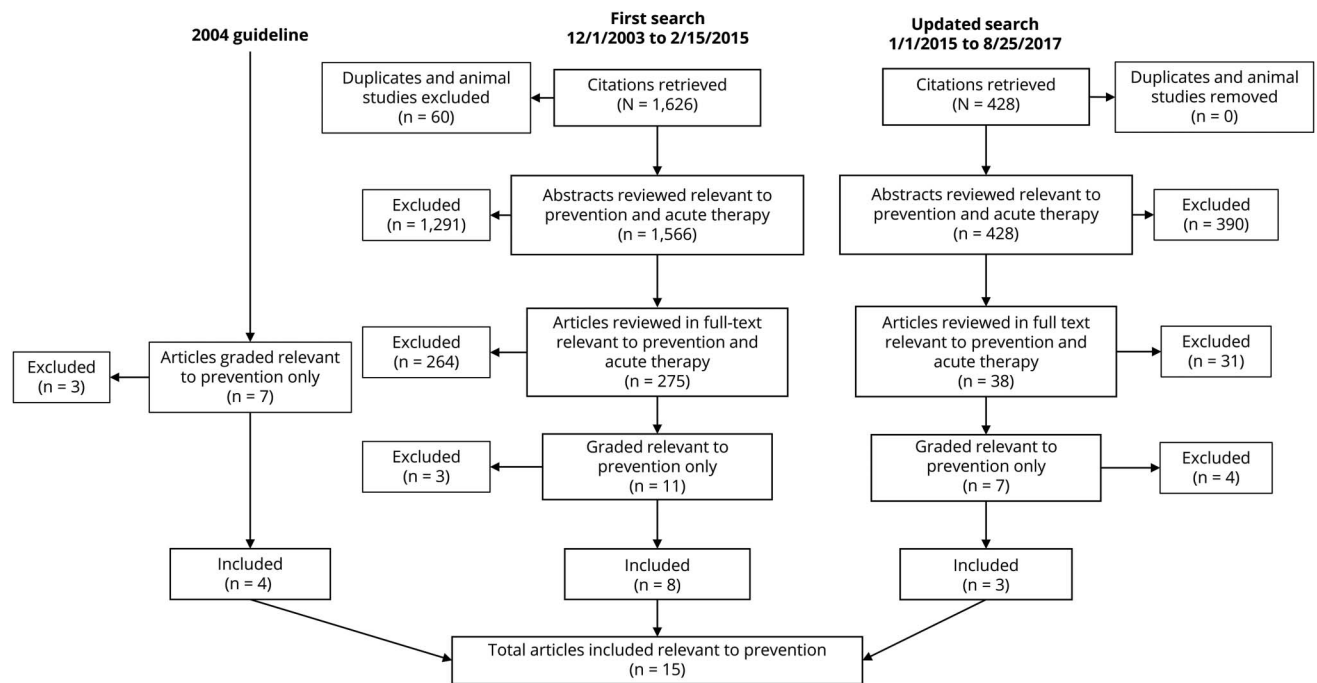 2004 guideline
First search
12/1/2003 to 2/15/2015
Updated search
1/1/2015 to 8/25/2017
Duplicates and animal
studies excluded
(n = 60)
Citations retrieved
(N = 1,626)
Citations retrieved
(N = 428)
Duplicates and animal
studies removed
(n = 0)
Excluded
(n = 1,291)
Abstracts reviewed relevant to
prevention and acute therapy
(n = 1,566)
Abstracts reviewed relevant to
prevention and acute therapy
(n = 428)
Excluded
(n = 390)
Excluded
(n = 3)
Articles graded relevant
to prevention only
(n = 7)
Excluded
(n = 264)
Articles reviewed in full-text
relevant to prevention and
acute therapy
(n = 275)
Articles reviewed in full text
relevant to prevention and
acute therapy
(n = 38)
Excluded
(n = 31)
Excluded
(n = 3)
Graded relevant to
prevention only
(n = 11)
Graded relevant to
prevention only
(n = 7)
Excluded
(n = 4)
Included
(n = 4)
Included
(n = 8)
Included
(n = 3)
Total articles included relevant to prevention
(n = 15)